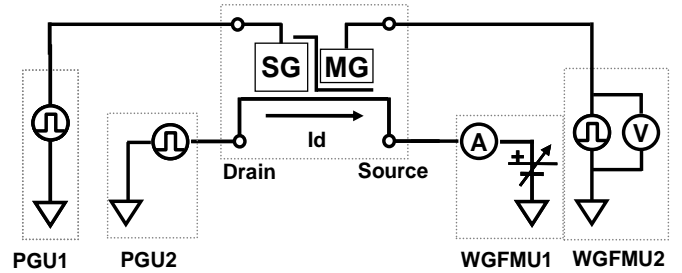 SG
MG
Id
Drain
Source
A
+
V
PGU1
PGU2
WGFMU1
WGFMU2